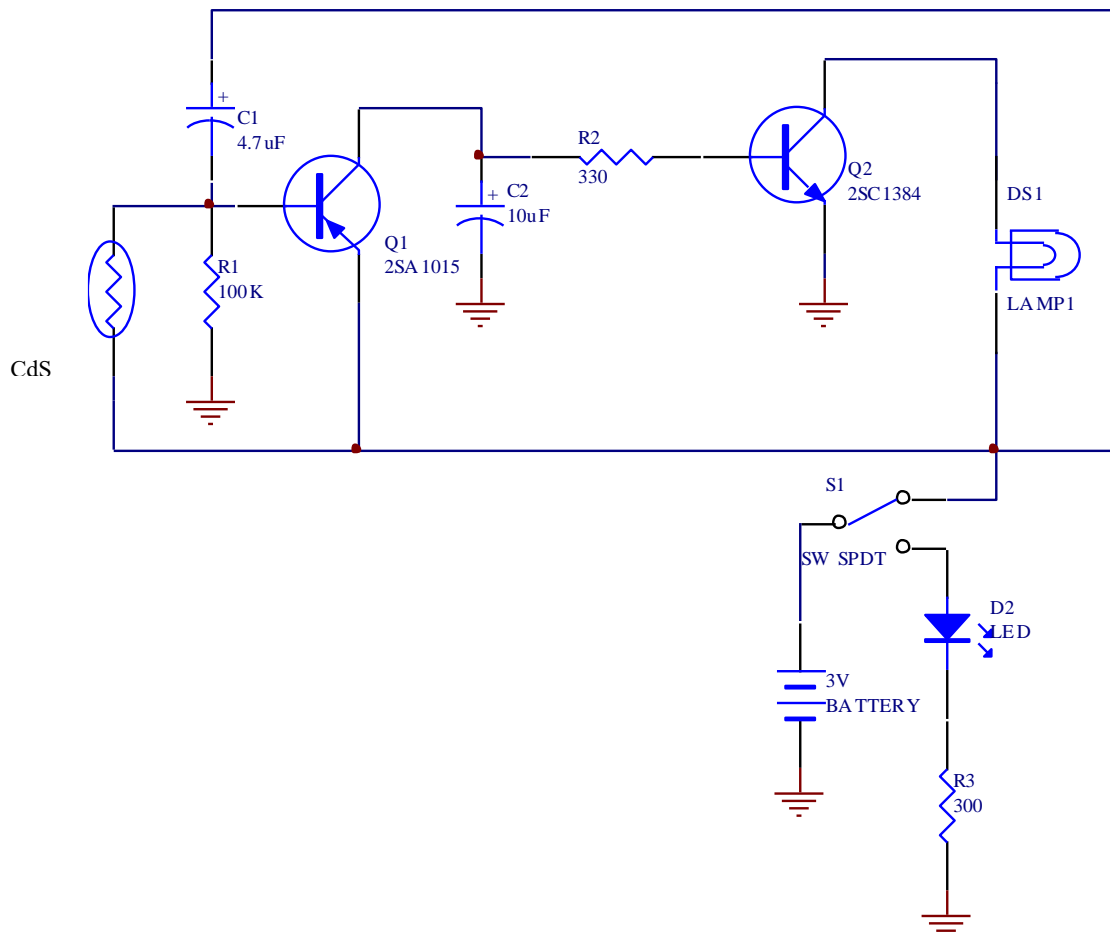 +
C1
4.7uF
R2
330
Q2
2SC1384
DS1
+
C2
10uF
Q1
2SA1015
R1
100K
LAMP1
CdS
S1
SW SPDT
D2
LED
3V
BATTERY
R3
300